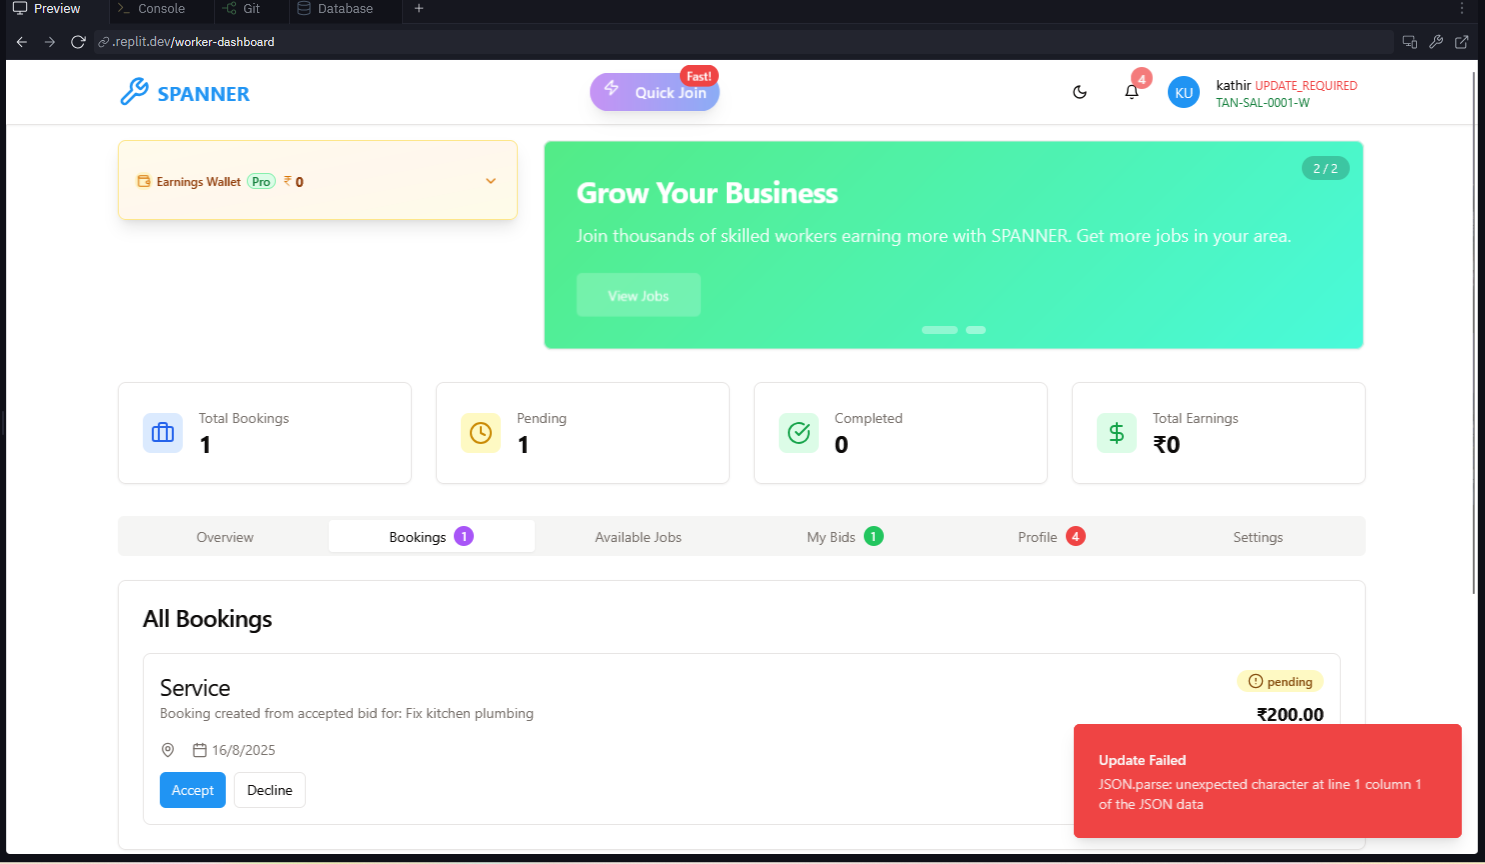 Preview
Console
Git
Database
.replit.dev/worker-dashboard
SPANNER
Quick Join
Fast!
4
KU
kathir UPDATE_REQUIRED
TAN-SAL-0001-W
Earnings Wallet Pro ₹ 0
2 / 2
Grow Your Business
Join thousands of skilled workers earning more with SPANNER. Get more jobs in your area.
View Jobs
Total Bookings
1
Pending
1
Completed
0
Total Earnings
₹0
Overview
Bookings 1
Available Jobs
My Bids 1
Profile 4
Settings
All Bookings
Service
pending
Booking created from accepted bid for: Fix kitchen plumbing
₹200.00
16/8/2025
Accept
Decline
Update Failed
JSON.parse: unexpected character at line 1 column 1
of the JSON data